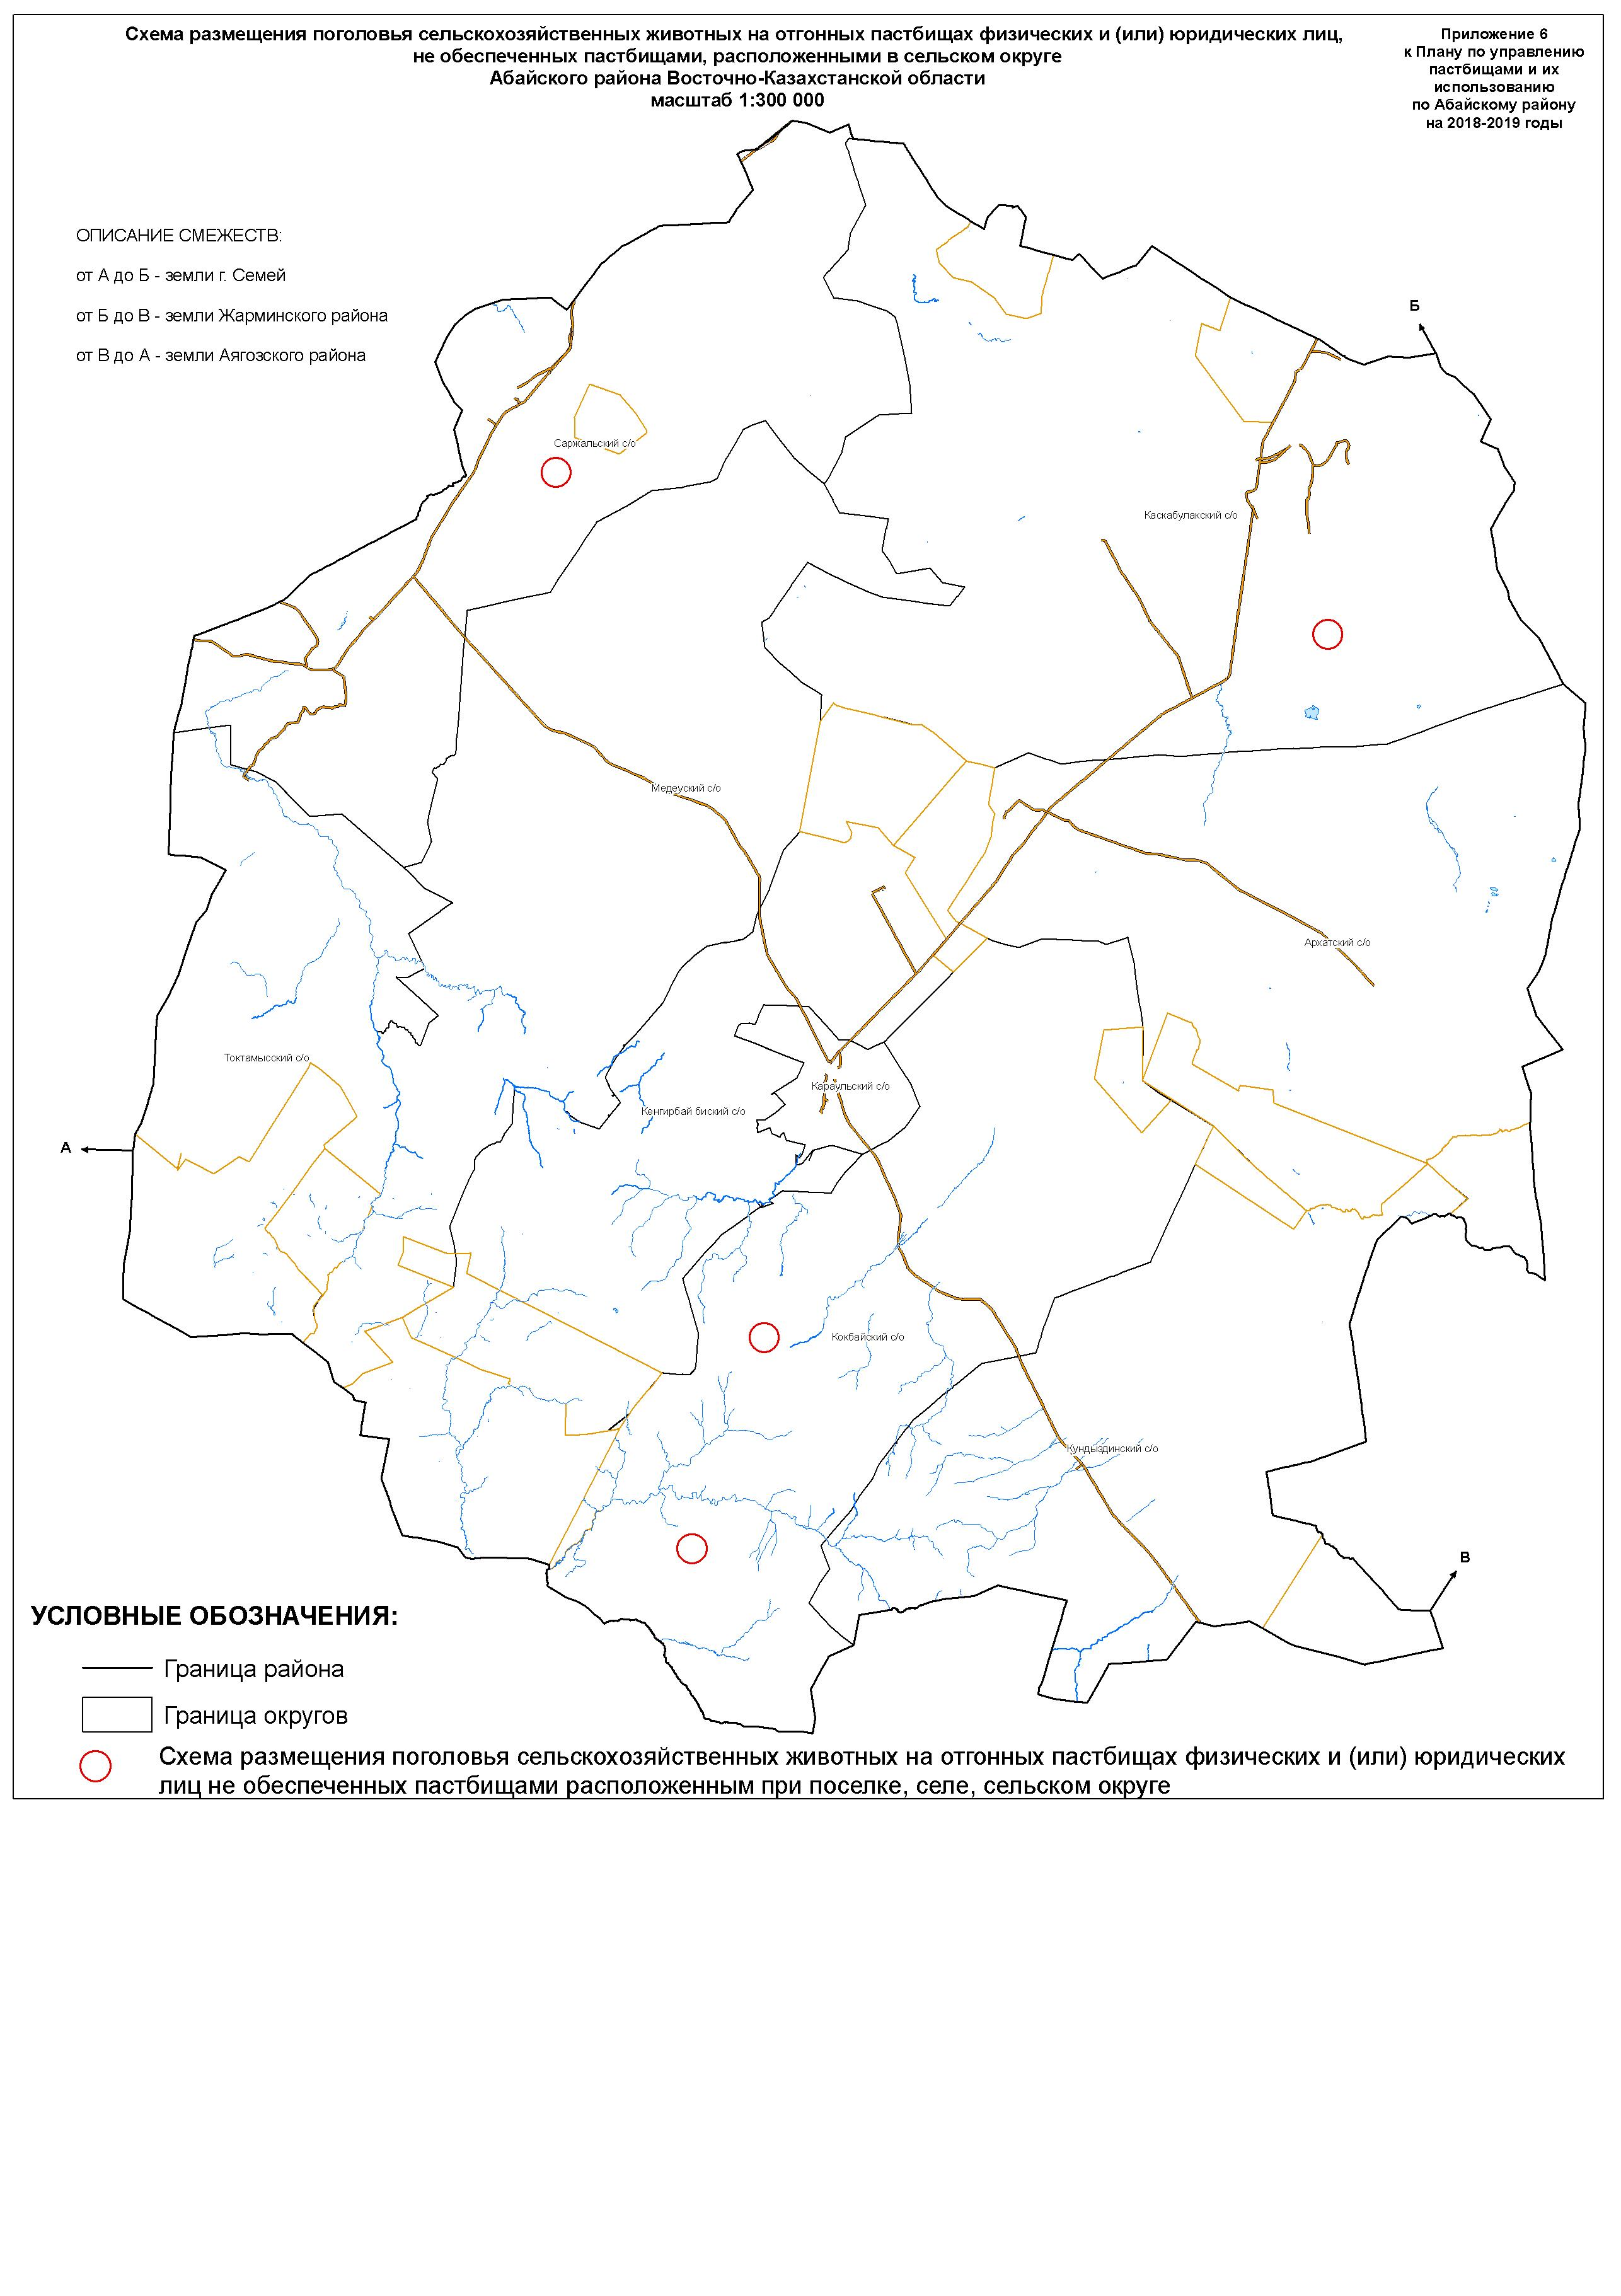 Схема размещения поголовья сельскохозяйственных животных на отгонных пастбищах физических и (или) юридических лиц,
не обеспеченных пастбищами, расположенными в сельском округе
Абайского района Восточно-Казахстанской области
масштаб 1:300 000
Приложение 6
к Плану по управлению
пастбищами и их
использованию
по Абайскому району
на 2018-2019 годы
ОПИСАНИЕ СМЕЖЕСТВ:
от А до Б - земли г. Семей
от Б до В - земли Жарминского района
от В до А - земли Аягозского района
Б
Саржальский с/о
Каскабулакский с/о
Медеуский с/о
Архатский с/о
Токтамысский с/о
Караульский с/о
Кенгирбай биский с/о
А
Кокбайский с/о
Кундыздинский с/о
В
УСЛОВНЫЕ ОБОЗНАЧЕНИЯ:
Граница района
Граница округов
Схема размещения поголовья сельскохозяйственных животных на отгонных пастбищах физических и (или) юридических
лиц не обеспеченных пастбищами расположенным при поселке, селе, сельском округе